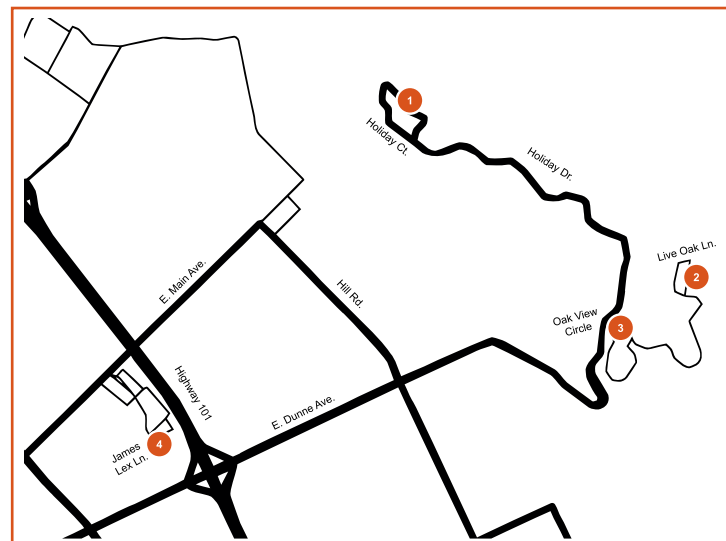 1
Holiday Ct.
Holiday Dr.
Live Oak Ln.
2
E. Main Ave.
Hill Rd.
Oak View
Circle
3
Highway 101
E. Dunne Ave.
James
Lex Ln.
4